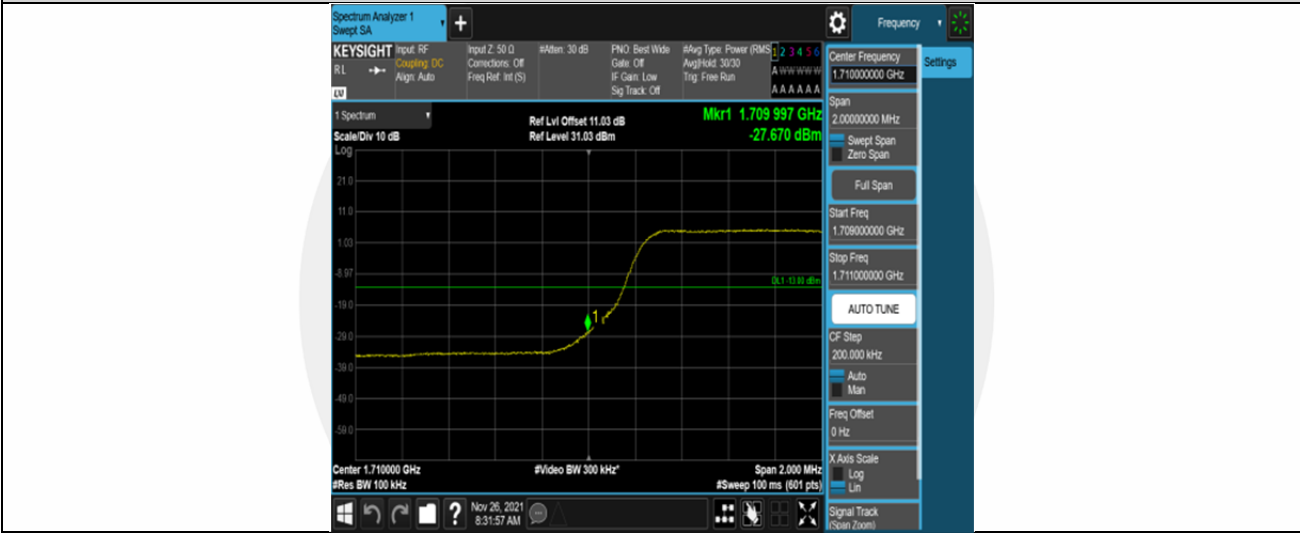 Spectrum Analyzer 1
Swept SA
+
Frequency
KEYSIGHT
RL
LXI
Input: RF
Coupling: DC
Align: Auto
Input Z: 50 Ω
Corrections: Off
Freq Ref: Int (S)
#Atten: 30 dB
PNO: Best Wide
Gate: Off
IF Gain: Low
Sig Track: Off
#Avg Type: Power (RMS
Avg|Hold: 30/30
Trig: Free Run
1 2 3 4 5 6
A W W W W W
A A A A A A
Center Frequency
1.710000000 GHz
Settings
Span
2.00000000 MHz
Swept Span
Zero Span
Full Span
Start Freq
1.709000000 GHz
Stop Freq
1.711000000 GHz
AUTO TUNE
CF Step
200.000 kHz
Auto
Man
Freq Offset
0 Hz
X Axis Scale
Log
Lin
Signal Track
(Span Zoom)
1 Spectrum
Scale/Div 10 dB
Log
Ref Lvl Offset 11.03 dB
Ref Level 31.03 dBm
Mkr1 1.709 997 GHz
-27.670 dBm
21.0
11.0
1.03
-8.97
DL1 -13.00 dBm
-19.0
1
-29.0
-39.0
-49.0
-59.0
Center 1.710000 GHz
#Video BW 300 kHz*
Span 2.000 MHz
#Res BW 100 kHz
#Sweep 100 ms (601 pts)
?
Nov 26, 2021
8:31:57 AM